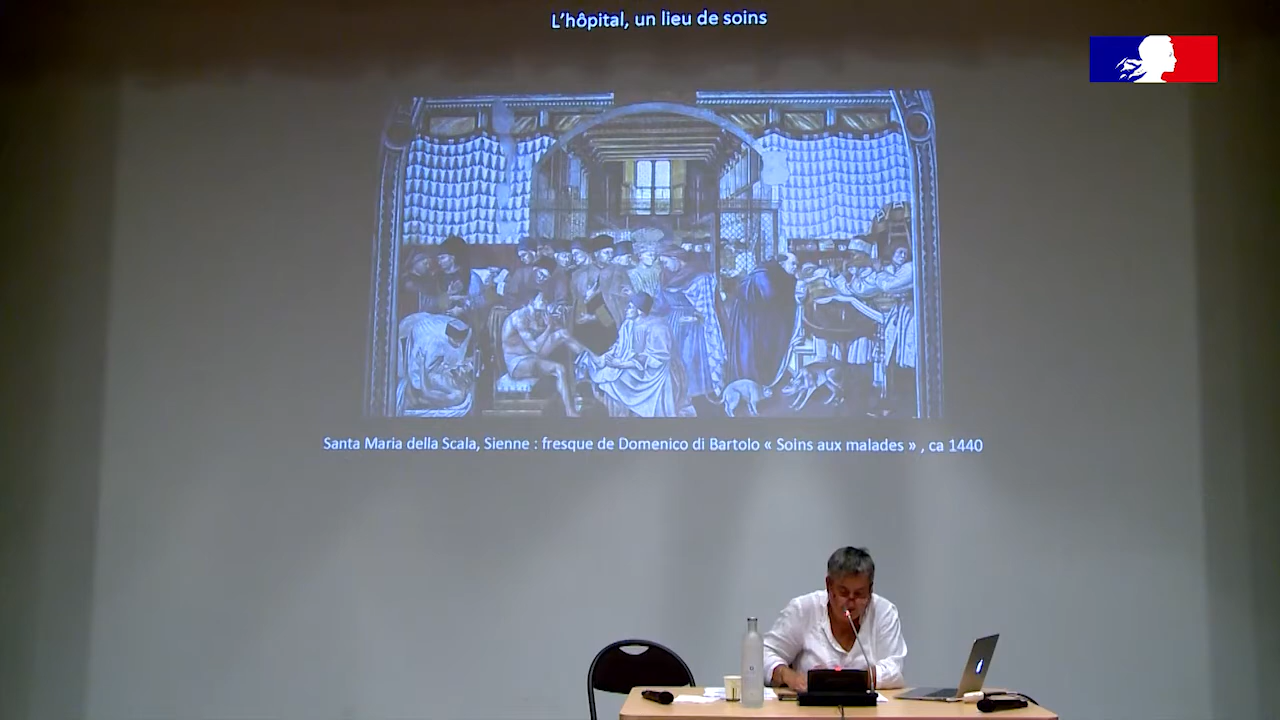 L'hôpital, un lieu de soins
Santa Maria della Scala, Sienne : fresque de Domenico di Bartolo « Soins aux malades » , ca 1440